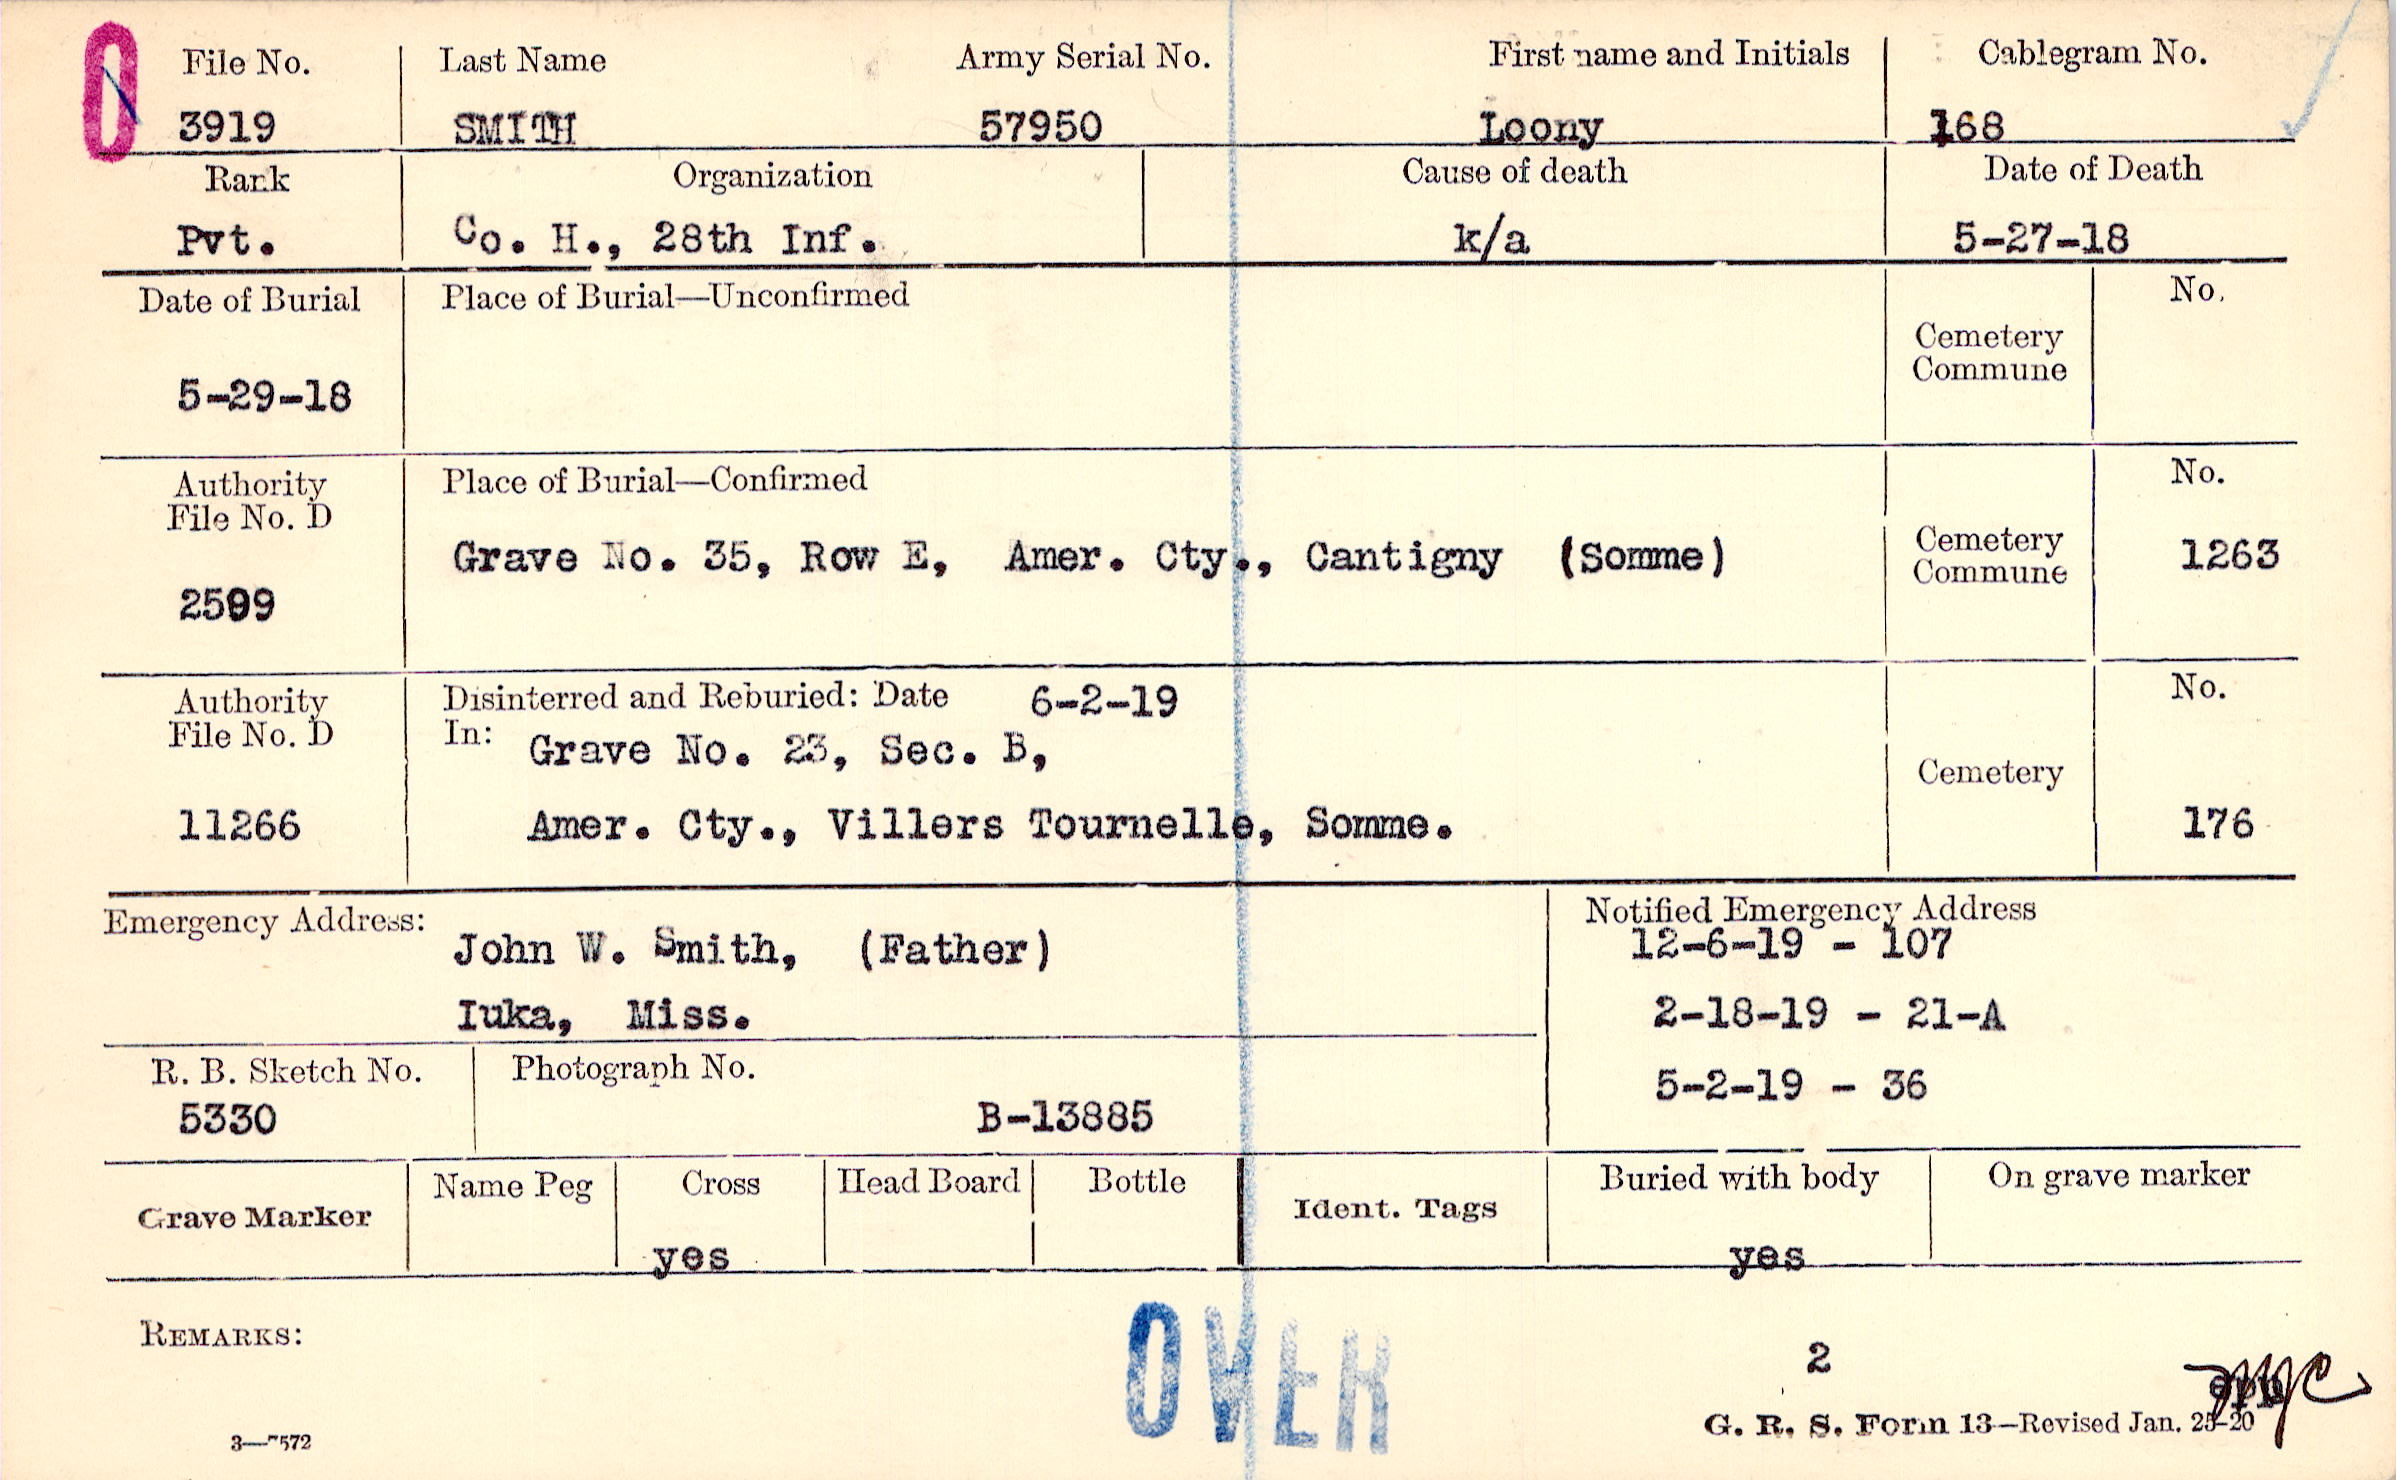 0
File No. Last Name Army Serial No. First name and Initials Cablegram No.
3919 SMITH 57950 Loony 168
Rank Organization Cause of death Date of Death
Pvt. Co. H., 28th Inf. k/a 5-27-18
Date of Burial Place of Burial—Unconfirmed No.
Cemetery
Commune
5-29-18
Authority Place of Burial—Confirmed No.
File No. D
Grave No. 35, Row E, Amer. Cty., Cantigny (Somme) Cemetery 1263
Commune
2599
Authority Disinterred and Reburied: Date 6-2-19 No.
File No. D In: Grave No. 23, Sec. B,
Cemetery
11266 Amer. Cty., Villers Tournelle, Somme. 176
Emergency Address: Notified Emergency Address
John W. Smith, (Father) 12-6-19 - 107
Iuka, Miss. 2-18-19 - 21-A
R. B. Sketch No. Photograph No. 5-2-19 - 36
5330 B-13885
Grave Marker Name Peg Cross Head Board Bottle Ident. Tags Buried with body On grave marker
yes yes
REMARKS:
OVER
2
G. R. S. Form 13—Revised Jan. 25-20
3—7572